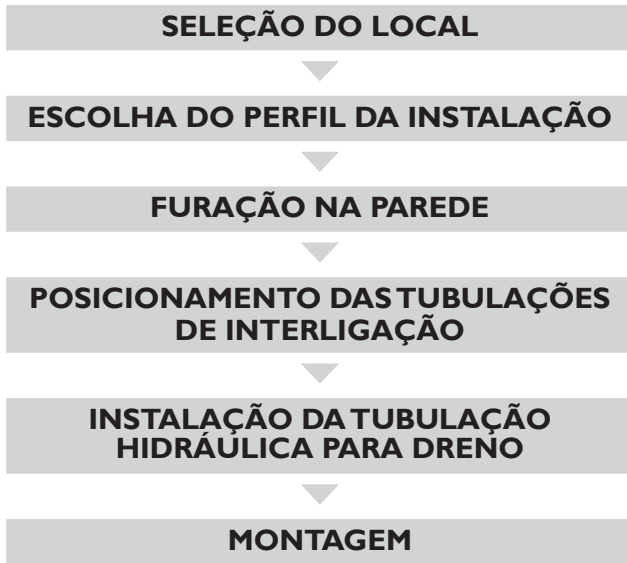 SELEÇÃO DO LOCAL
ESCOLHA DO PERFIL DA INSTALAÇÃO
FURAÇÃO NA PAREDE
POSICIONAMENTO DAS TUBULAÇÕES
DE INTERLIGAÇÃO
INSTALAÇÃO DA TUBULAÇÃO
HIDRÁULICA PARA DRENO
MONTAGEM